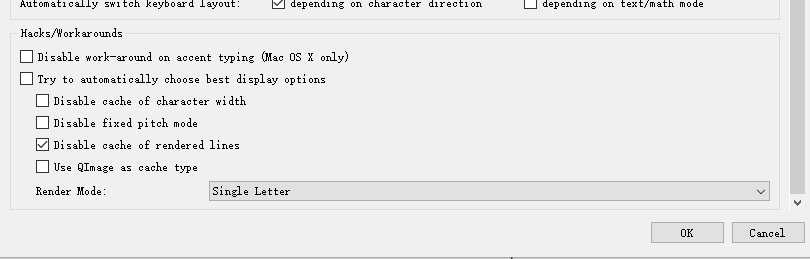 Automatically switch keyboard layout: depending on character direction depending on text/math mode
Hacks/Workarounds
Disable work-around on accent typing (Mac OS X only)
Try to automatically choose best display options
Disable cache of character width
Disable fixed pitch mode
Disable cache of rendered lines
Use QImage as cache type
Render Mode: Single Letter
OK Cancel